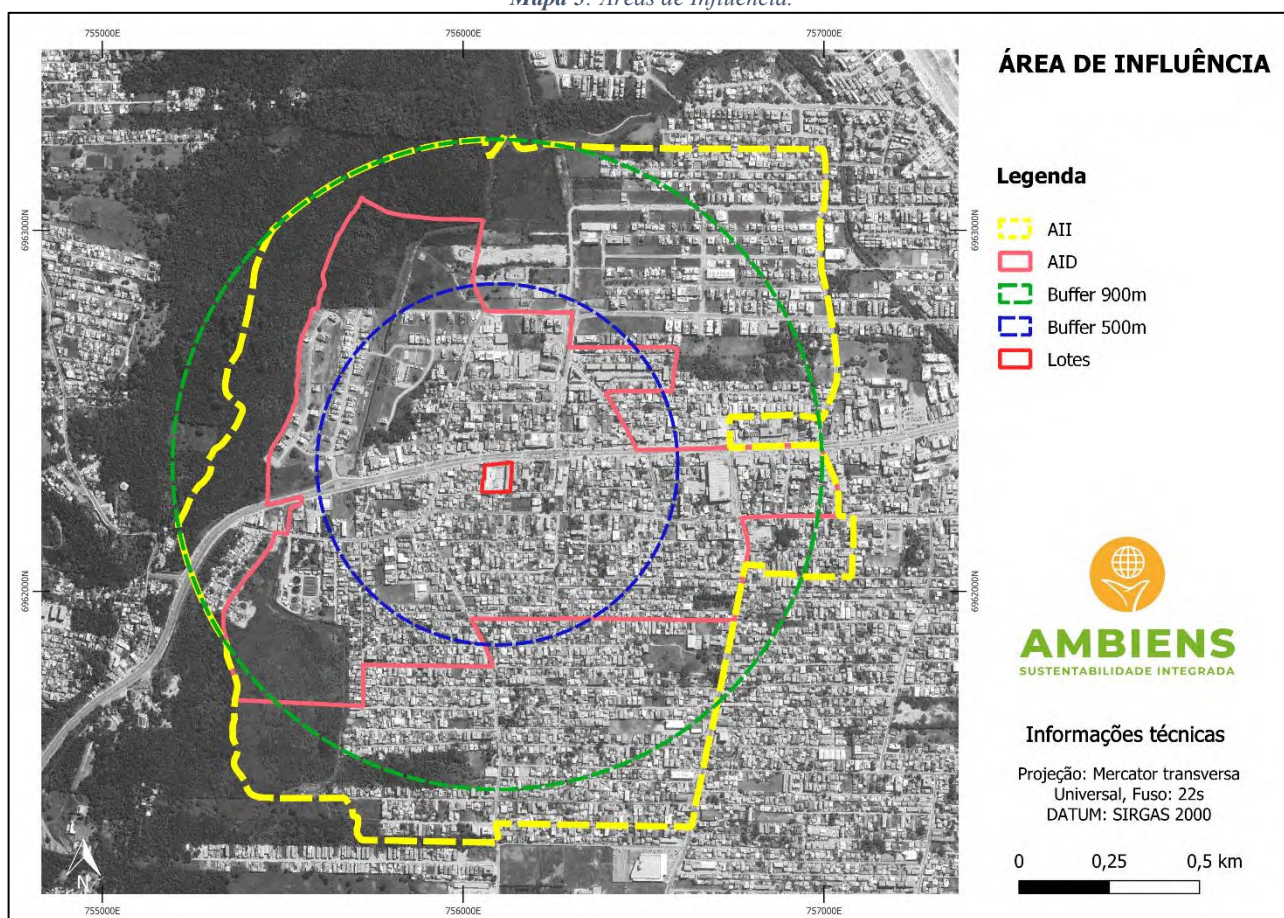 Mapa 3: Áreas de Influência.
755000E
756000E
757000E
6963000N
6963000N
6962000N
6962000N
755000E
756000E
757000E
N
ÁREA DE INFLUÊNCIA
Legenda
AII
AID
Buffer 900m
Buffer 500m
Lotes
AMBIENS
SUSTENTABILIDADE INTEGRADA
Informações técnicas
Projeção: Mercator transversa
Universal, Fuso: 22s
DATUM: SIRGAS 2000
0 0,25 0,5 km